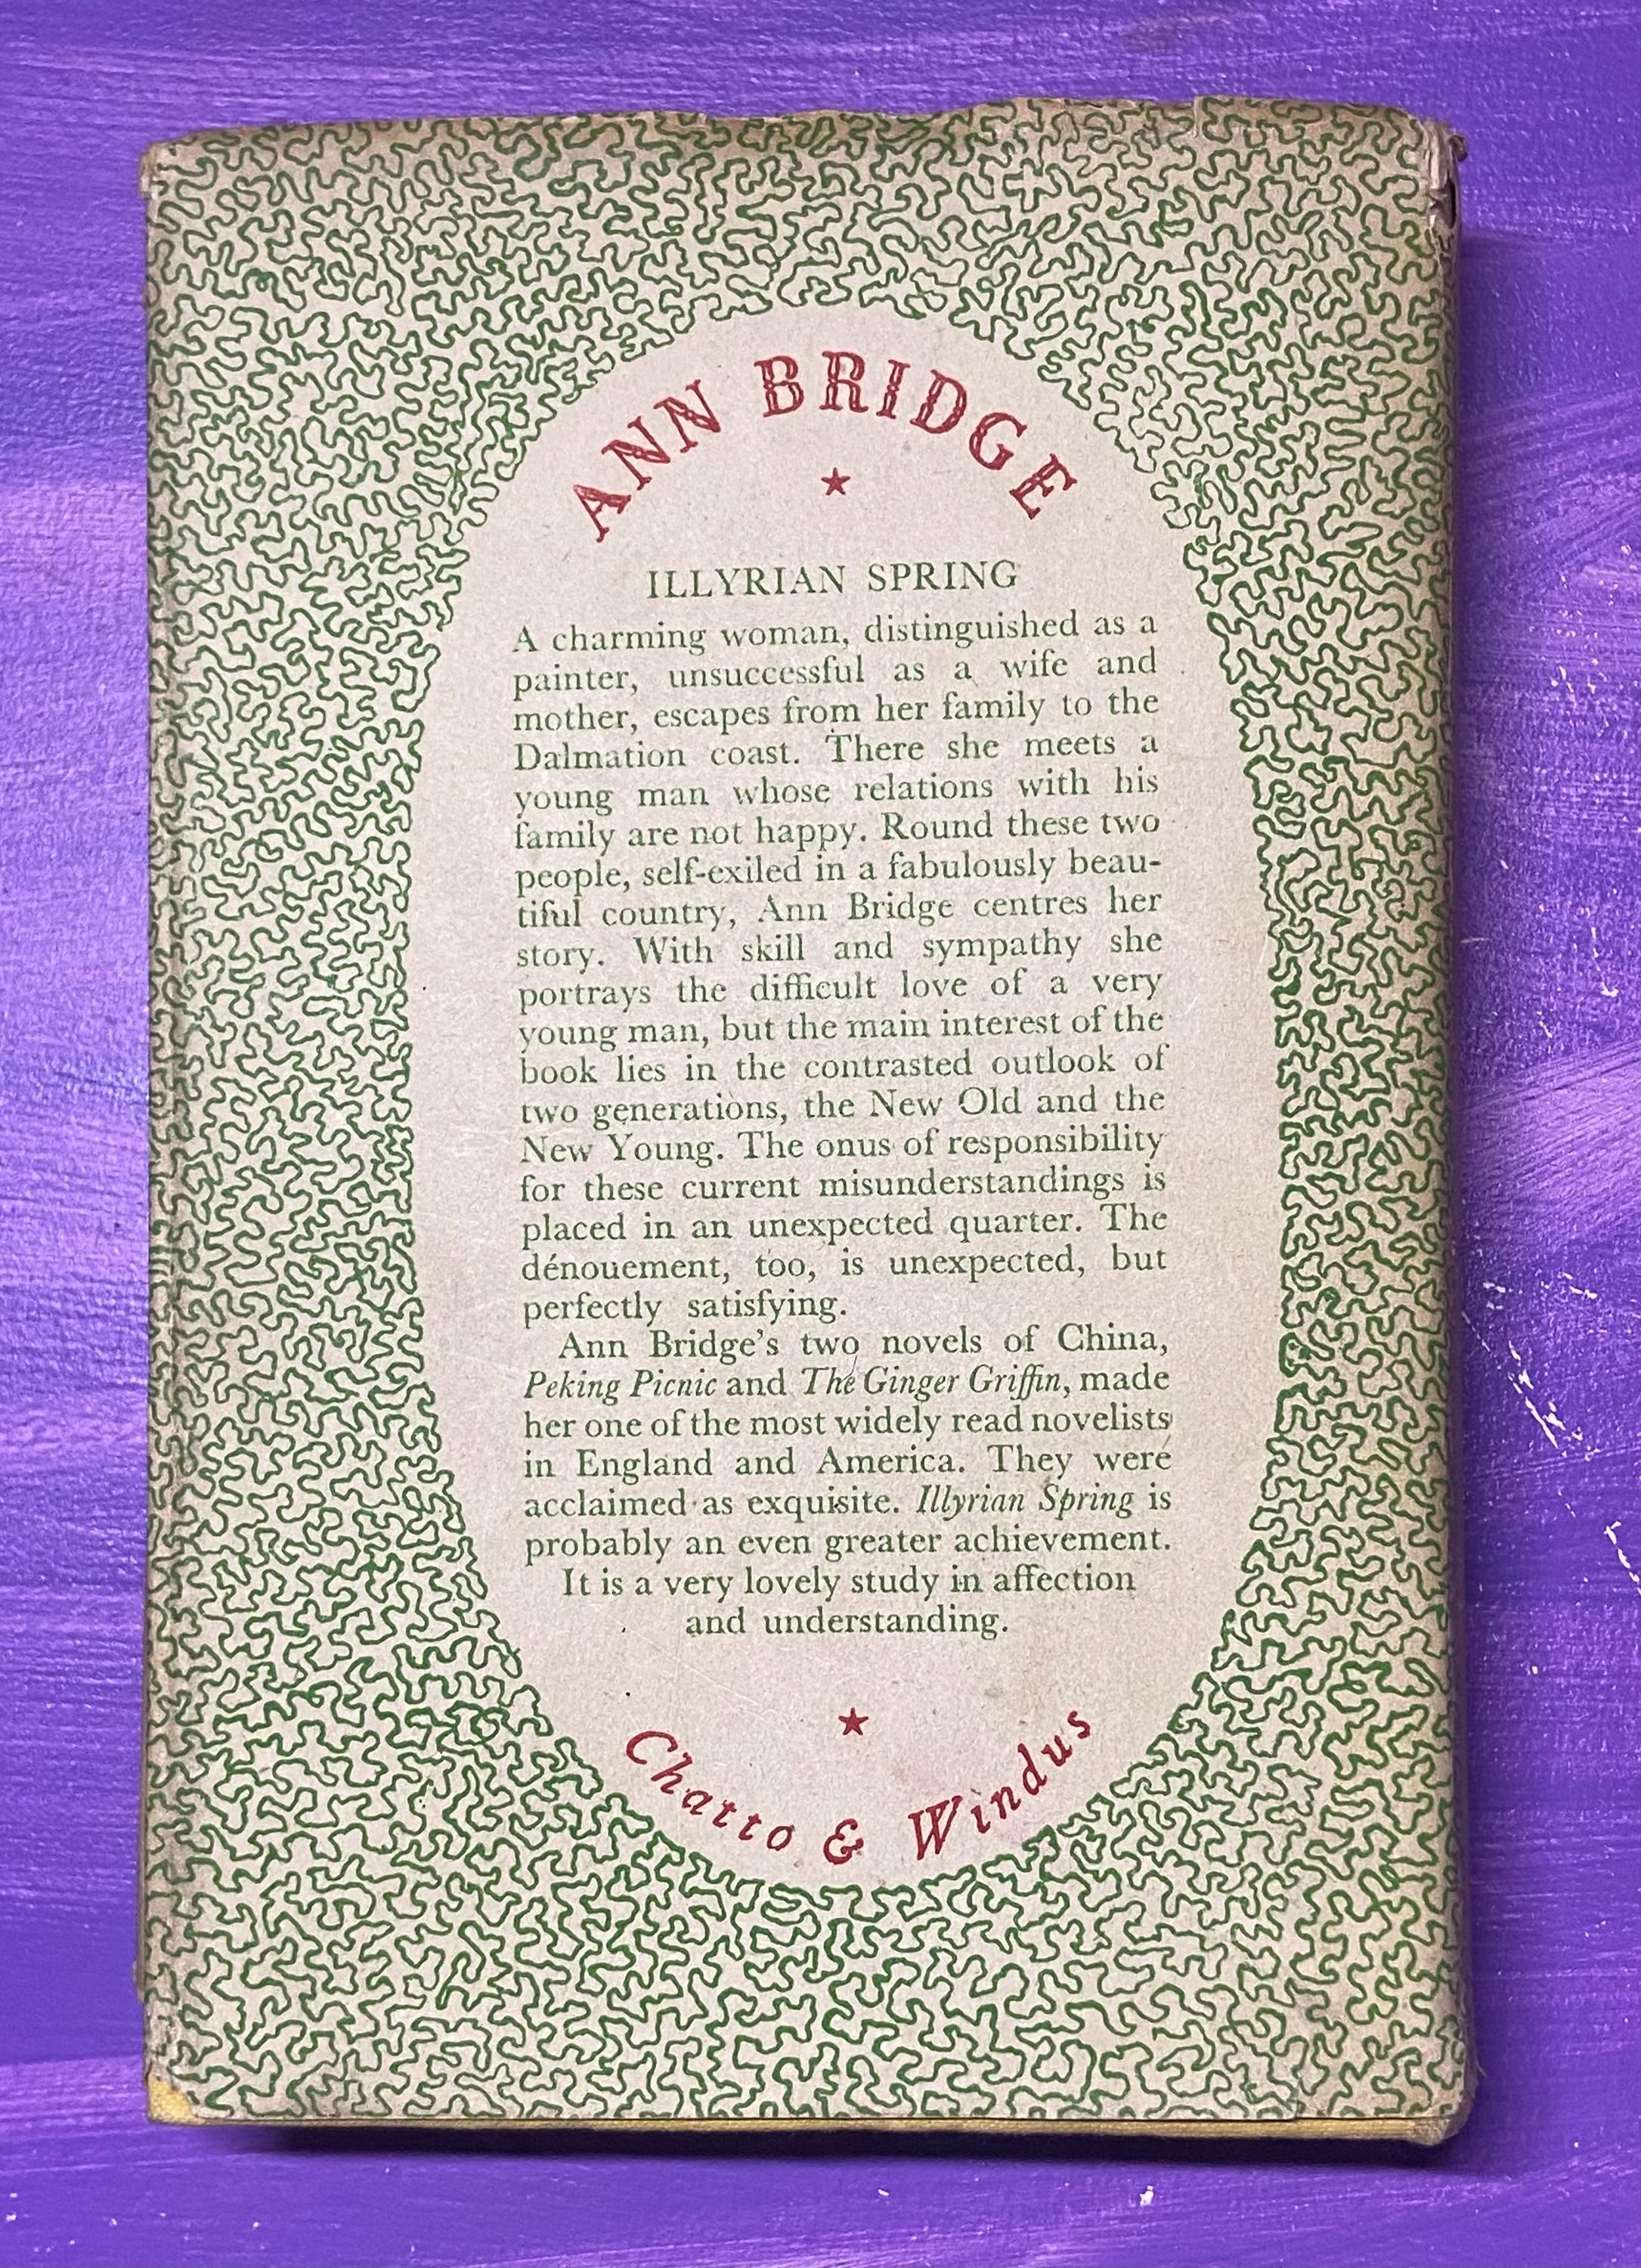 ANN BRIDGE
★
ILLYRIAN SPRING
A charming woman, distinguished as a
painter, unsuccessful as a wife and
mother, escapes from her family to the
Dalmation coast. There she meets a
young man whose relations with his
family are not happy. Round these two
people, self-exiled in a fabulously beau-
tiful country, Ann Bridge centres her
story. With skill and sympathy she
portrays the difficult love of a very
young man, but the main interest of the
book lies in the contrasted outlook of
two generations, the New Old and the
New Young. The onus of responsibility
for these current misunderstandings is
placed in an unexpected quarter. The
dénouement, too, is unexpected, but
perfectly satisfying.
Ann Bridge's two novels of China,
Peking Picnic and The Ginger Griffin, made
her one of the most widely read novelists
in England and America. They were
acclaimed as exquisite. Illyrian Spring is
probably an even greater achievement.
It is a very lovely study in affection
and understanding.
★
Chatto & Windus